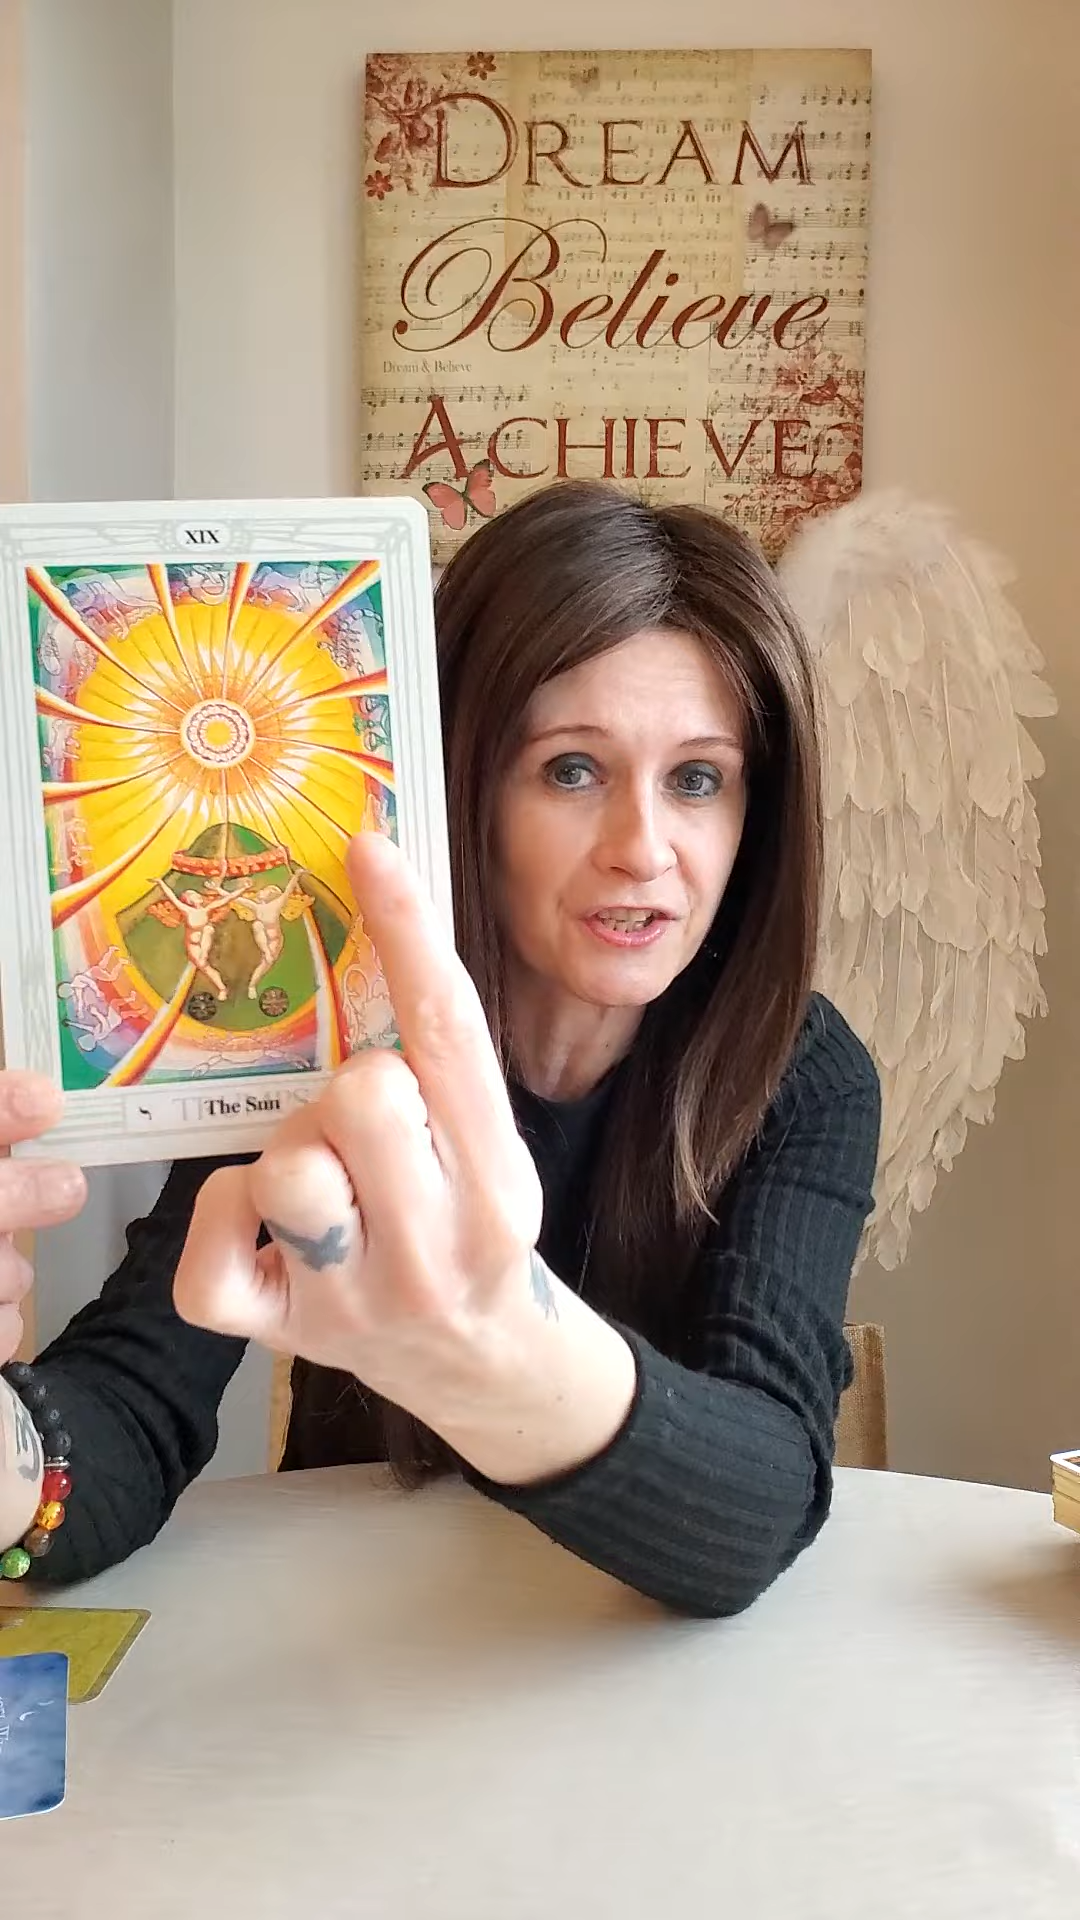 DREAM
Believe
Dream & Believe
ACHIEVE
XIX
The Sun